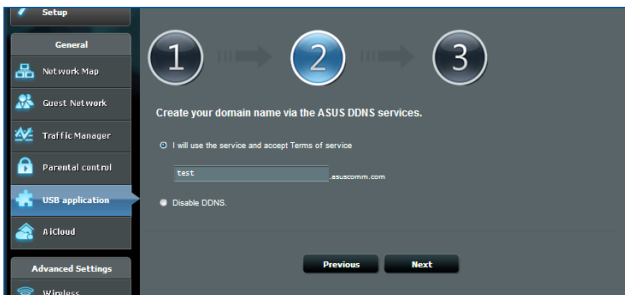 Setup
General
Network Map
Guest Network
Traffic Manager
Parental control
USB application
AiCloud
Advanced Settings
Wireless
1
2
3
Create your domain name via the ASUS DDNS services.
I will use the service and accept Terms of service
test .asuscomm.com
Disable DDNS.
Previous Next